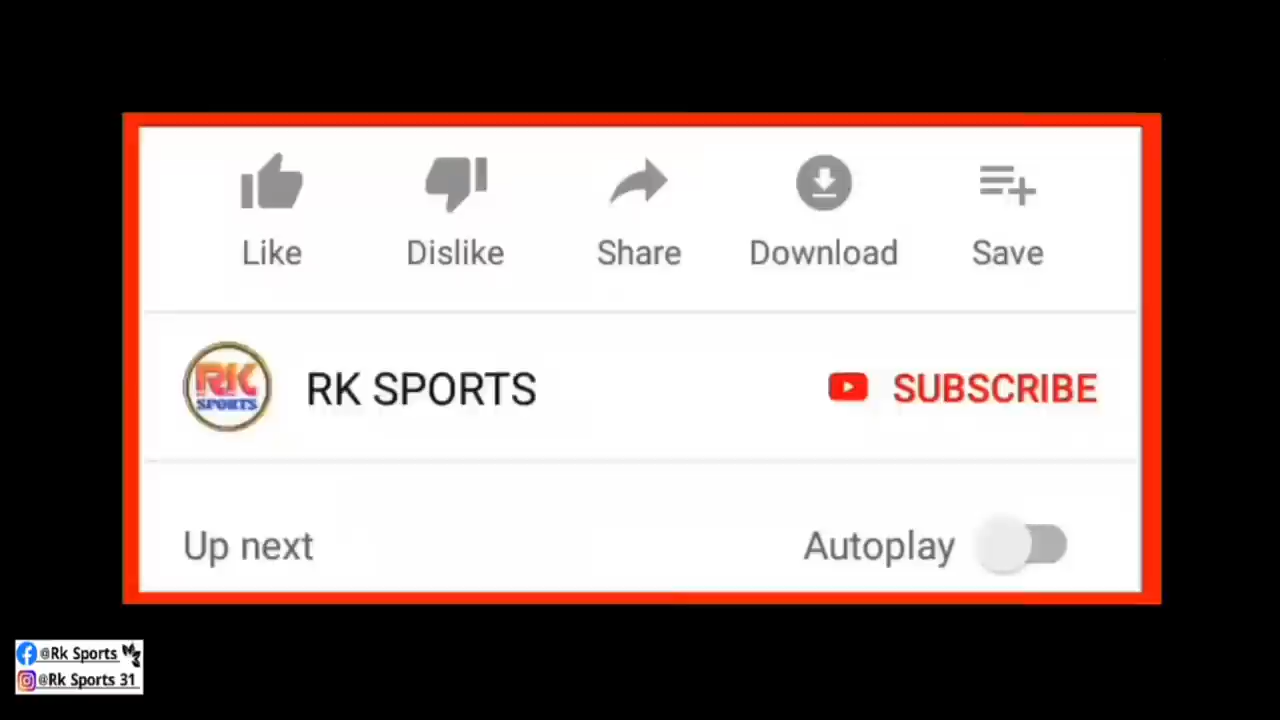 Like Dislike Share Download Save
RK
SPORTS
RK SPORTS
SUBSCRIBE
Up next
Autoplay
@Rk Sports
@Rk Sports 31